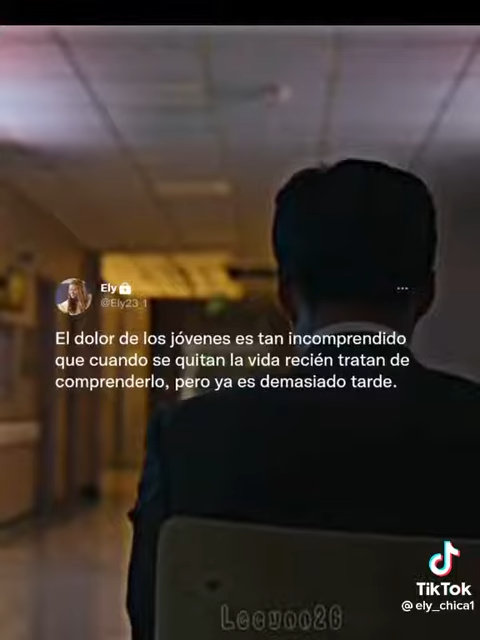 Ely
@Ely23_1
...
El dolor de los jóvenes es tan incomprendido
que cuando se quitan la vida recién tratan de
comprenderlo, pero ya es demasiado tarde.
TikTok
@ely_chica1
Lecynn26